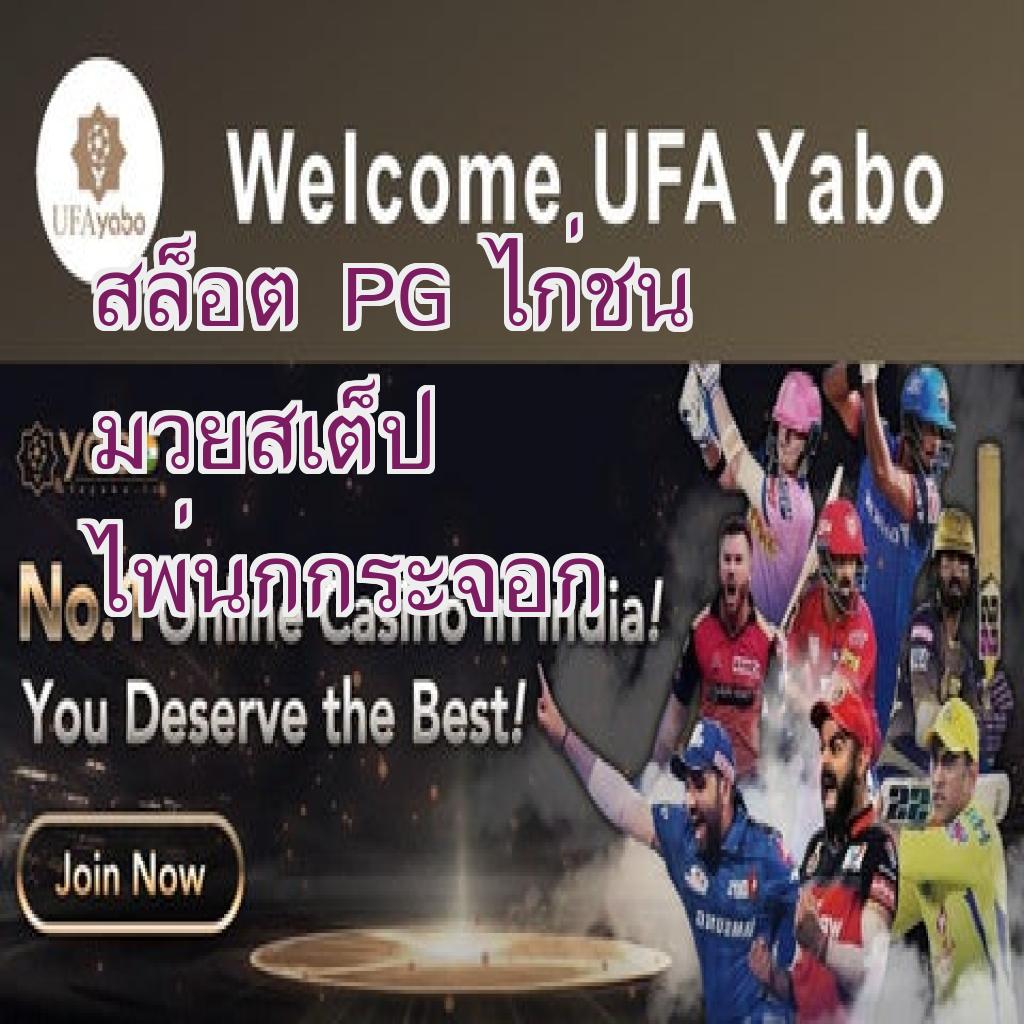 UFAyabo
Welcome UFA Yabo
สล็อต PG ไก่ชน
มวยสเต็ป
ไพ่นกกระจอก
No.1 Online Casino in India!
You Deserve the Best!
22
Join Now